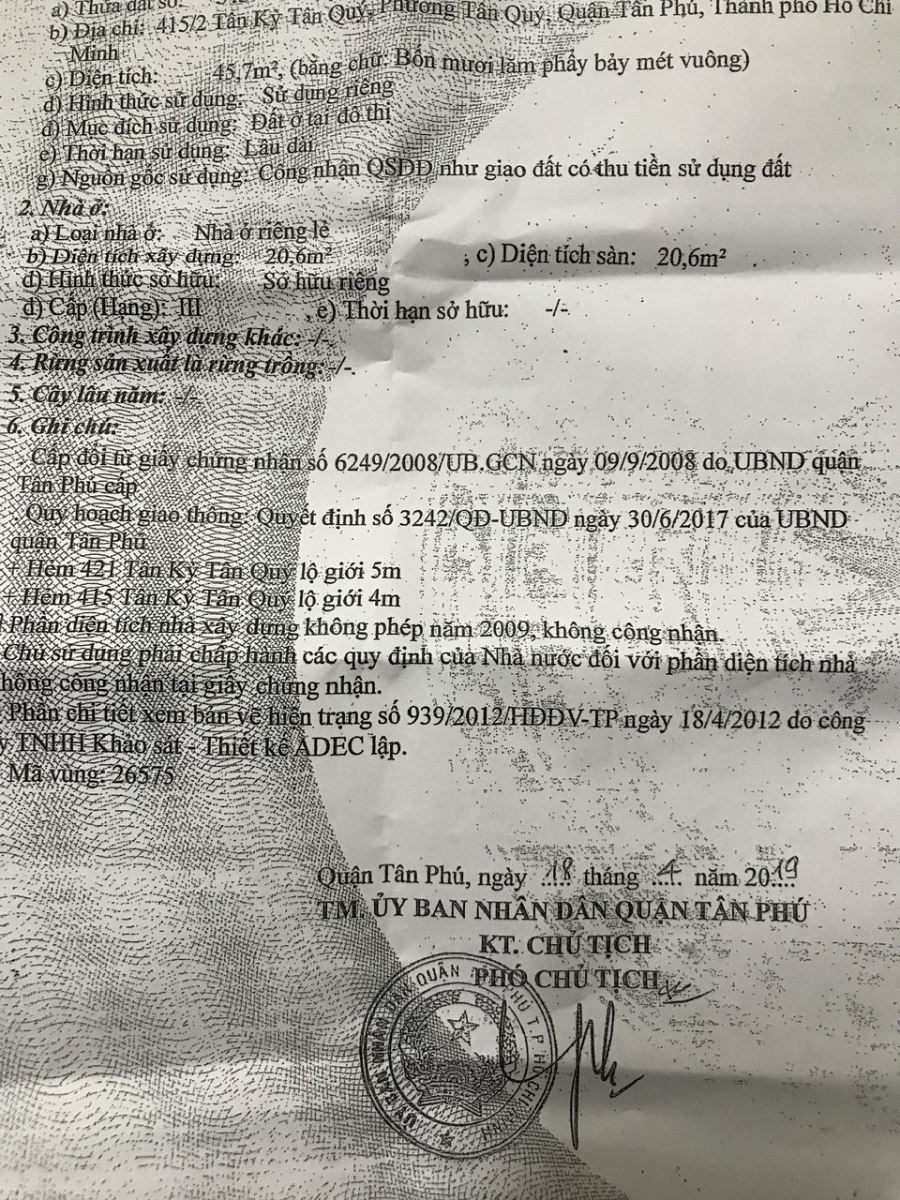 a) Thửa đất số:
b) Địa chỉ: 415/2 Tân Kỳ Tân Quý, Phường Tân Quý, Quận Tân Phú, Thành phố Hồ Chí
Minh
c) Diện tích: 45,7m², (bằng chữ: Bốn mươi lăm phẩy bảy mét vuông)
d) Hình thức sử dụng: Sử dụng riêng
đ) Mục đích sử dụng: Đất ở tại đô thị
e) Thời hạn sử dụng: Lâu dài
g) Nguồn gốc sử dụng: Công nhận QSDĐ như giao đất có thu tiền sử dụng đất
2. Nhà ở:
a) Loại nhà ở: Nhà ở riêng lẻ
b) Diện tích xây dựng: 20,6m² , c) Diện tích sàn: 20,6m² .
d) Hình thức sở hữu: Sở hữu riêng
đ) Cấp (Hạng): III , e) Thời hạn sở hữu: -/-
3. Công trình xây dựng khác: -/-.
4. Rừng sản xuất là rừng trồng: -/-.
5. Cây lâu năm: -/-
6. Ghi chú:
. Cấp đổi từ giấy chứng nhận số 6249/2008/UB.GCN ngày 09/9/2008 do UBND quận
Tân Phú cấp
. Quy hoạch giao thông: Quyết định số 3242/QĐ-UBND ngày 30/6/2017 của UBND
quận Tân Phú
+ Hẻm 421 Tân Kỳ Tân Quý lộ giới 5m
+ Hẻm 415 Tân Kỳ Tân Quý lộ giới 4m
Phần diện tích nhà xây dựng không phép năm 2009, không công nhận.
Chủ sử dụng phải chấp hành các quy định của Nhà nước đối với phần diện tích nhà
hông công nhận tại giấy chứng nhận.
Phần chi tiết xem bản vẽ hiện trạng số 939/2012/HĐĐV-TP ngày 18/4/2012 do công
y TNHH Khảo sát - Thiết kế ADEC lập.
Mã vùng: 26575
Quận Tân Phú, ngày 18 tháng 4 năm 2019
TM. ỦY BAN NHÂN DÂN QUẬN TÂN PHÚ
KT. CHỦ TỊCH
PHÓ CHỦ TỊCH
ỦY BAN NHÂN DÂN QUẬN TÂN PHÚ T.P HỒ CHÍ MINH